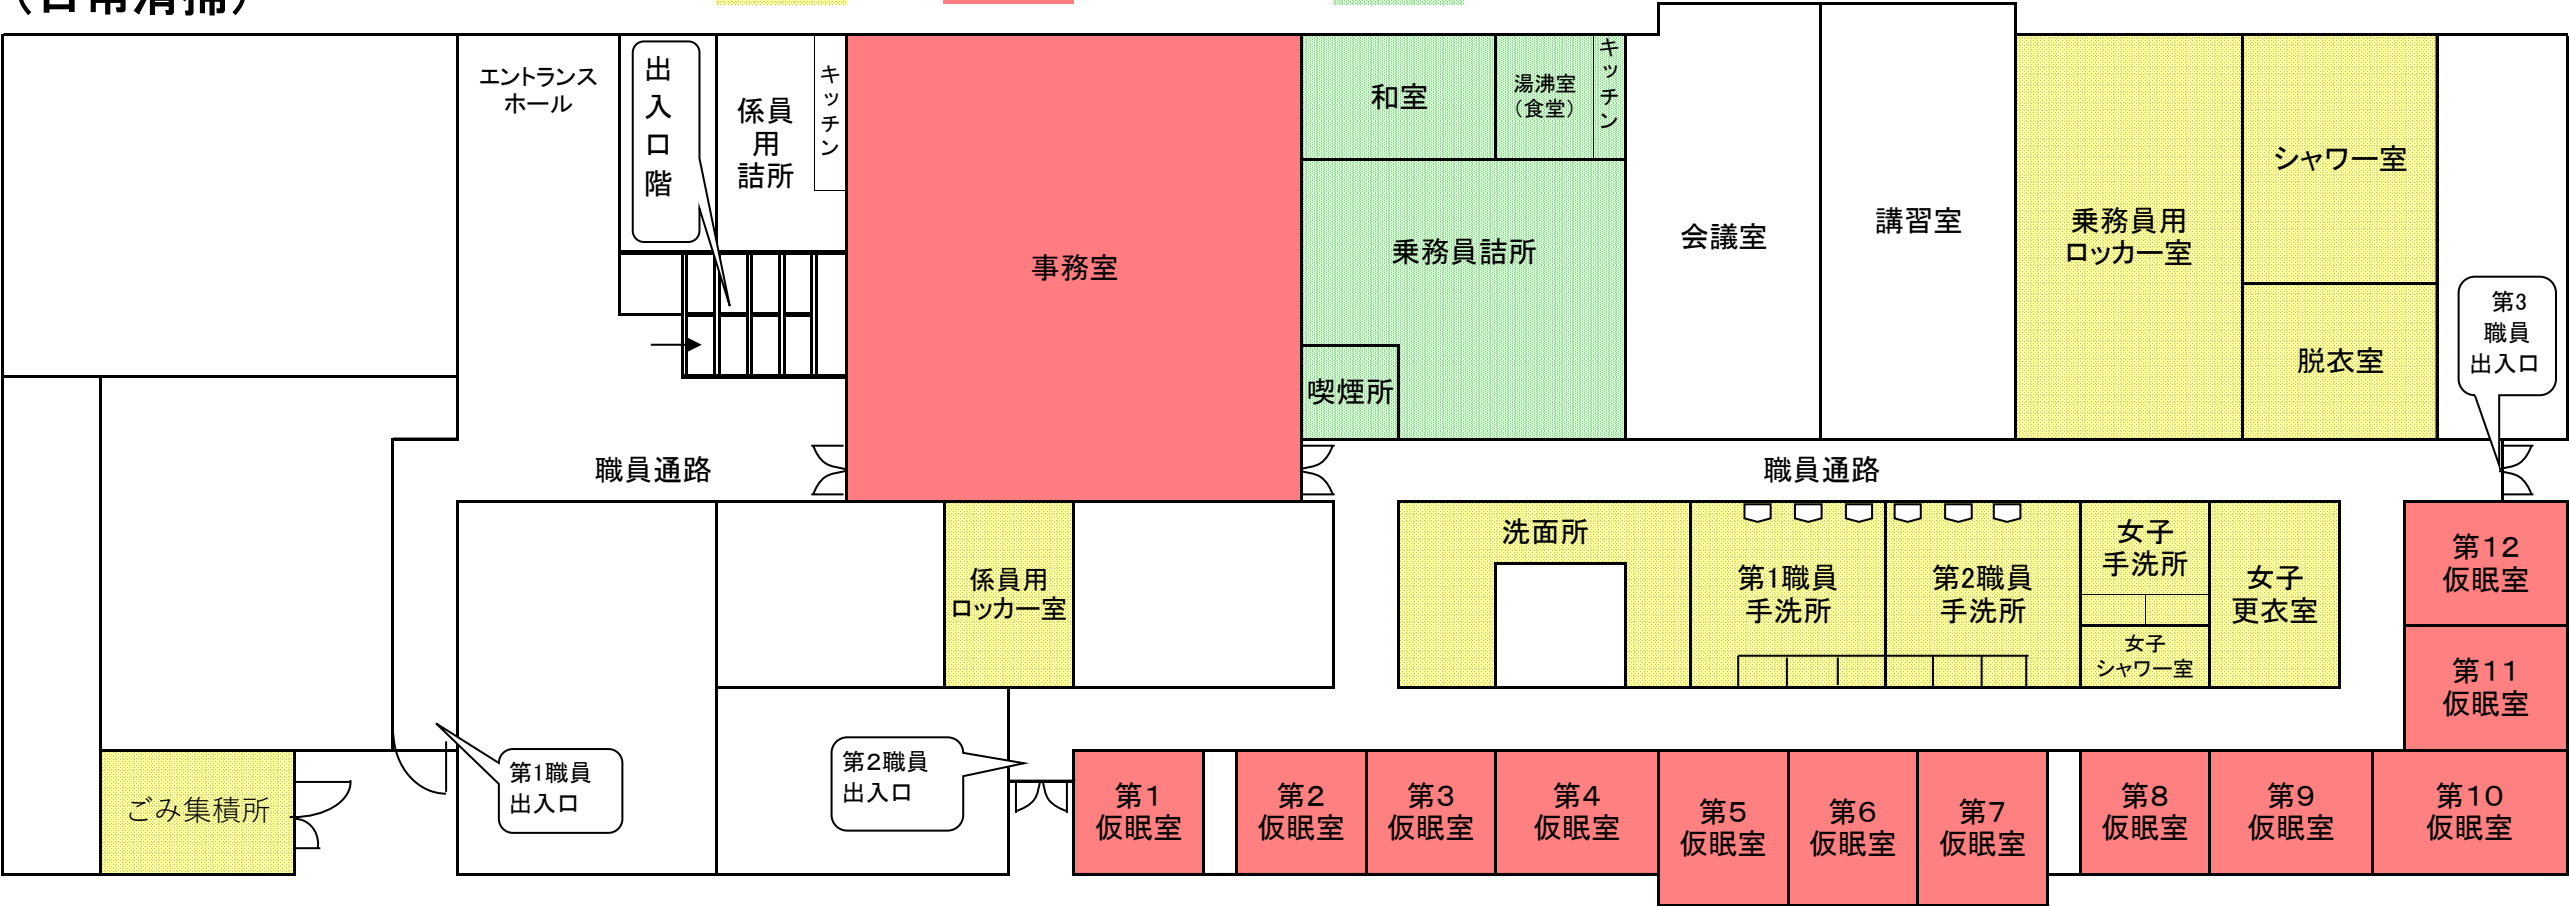 (日常清掃)
エントランス
ホール
出
入
口
階
係員
用
詰所
キッチン
事務室
和室
湯沸室
(食堂)
キッチン
乗務員詰所
喫煙所
会議室
講習室
乗務員用
ロッカー室
シャワー室
脱衣室
第3
職員
出入口
職員通路
職員通路
係員用
ロッカー室
洗面所
第1職員
手洗所
第2職員
手洗所
女子
手洗所
女子
シャワー室
女子
更衣室
第12
仮眠室
第11
仮眠室
ごみ集積所
第1職員
出入口
第2職員
出入口
第1
仮眠室
第2
仮眠室
第3
仮眠室
第4
仮眠室
第5
仮眠室
第6
仮眠室
第7
仮眠室
第8
仮眠室
第9
仮眠室
第10
仮眠室